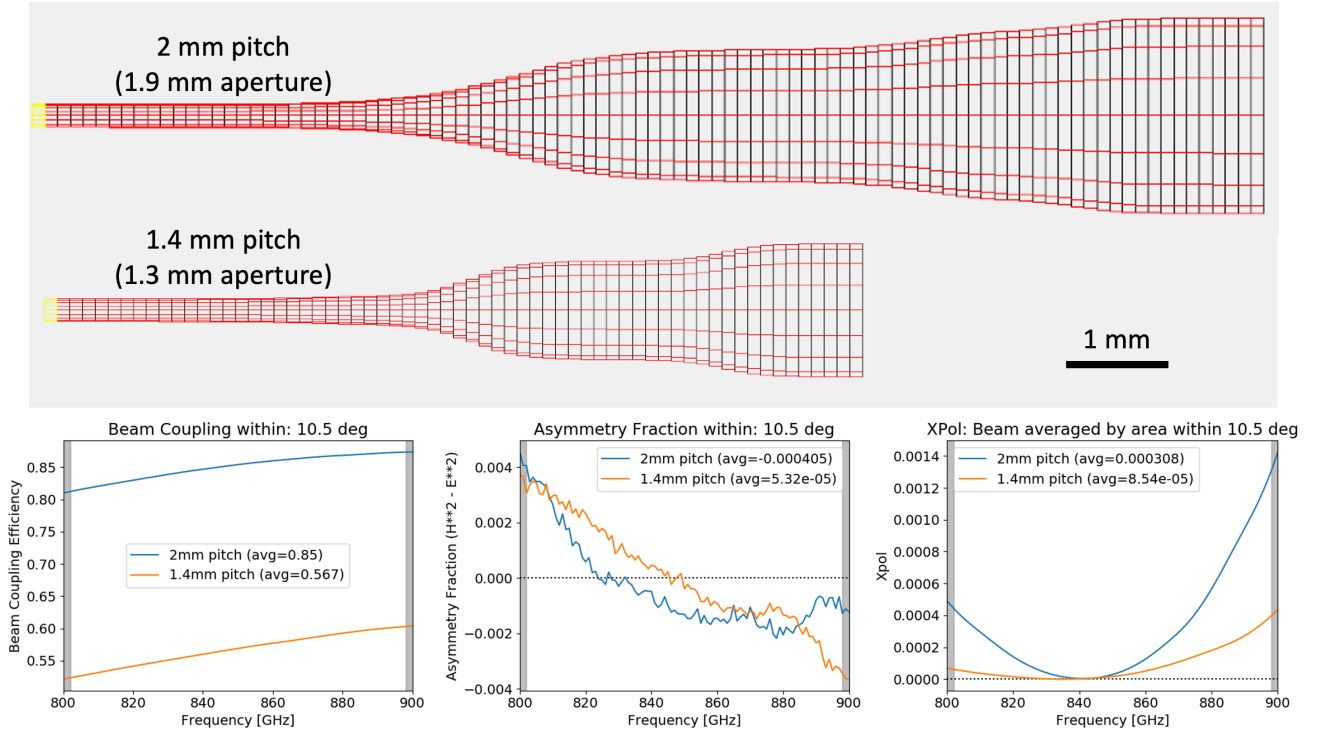 2 mm pitch
(1.9 mm aperture)
1.4 mm pitch
(1.3 mm aperture)
1 mm
Beam Coupling within: 10.5 deg
Beam Coupling Efficiency
0.85
0.80
0.75
0.70
0.65
0.60
0.55
2mm pitch (avg=0.85)
1.4mm pitch (avg=0.567)
800
820
840
860
880
900
Frequency [GHz]
Asymmetry Fraction within: 10.5 deg
Asymmetry Fraction (H**2 - E**2)
0.004
0.002
0.000
−0.002
−0.004
2mm pitch (avg=-0.000405)
1.4mm pitch (avg=5.32e-05)
800
820
840
860
880
900
Frequency [GHz]
XPol: Beam averaged by area within 10.5 deg
Xpol
0.0014
0.0012
0.0010
0.0008
0.0006
0.0004
0.0002
0.0000
2mm pitch (avg=0.000308)
1.4mm pitch (avg=8.54e-05)
800
820
840
860
880
900
Frequency [GHz]